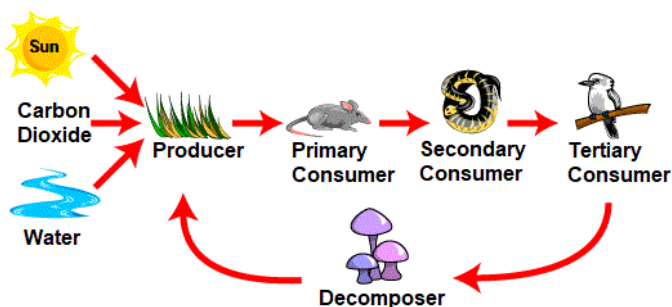 Sun
Carbon
Dioxide
Water
Producer
Primary
Consumer
Secondary
Consumer
Tertiary
Consumer
Decomposer